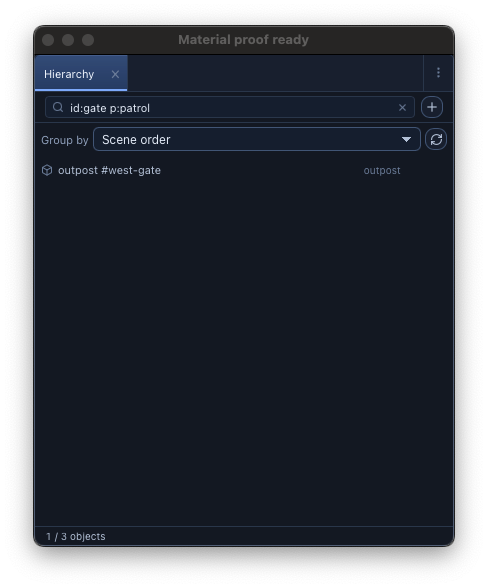 Material proof ready
Hierarchy
id:gate p:patrol
Group by Scene order
outpost #west-gate outpost
1 / 3 objects